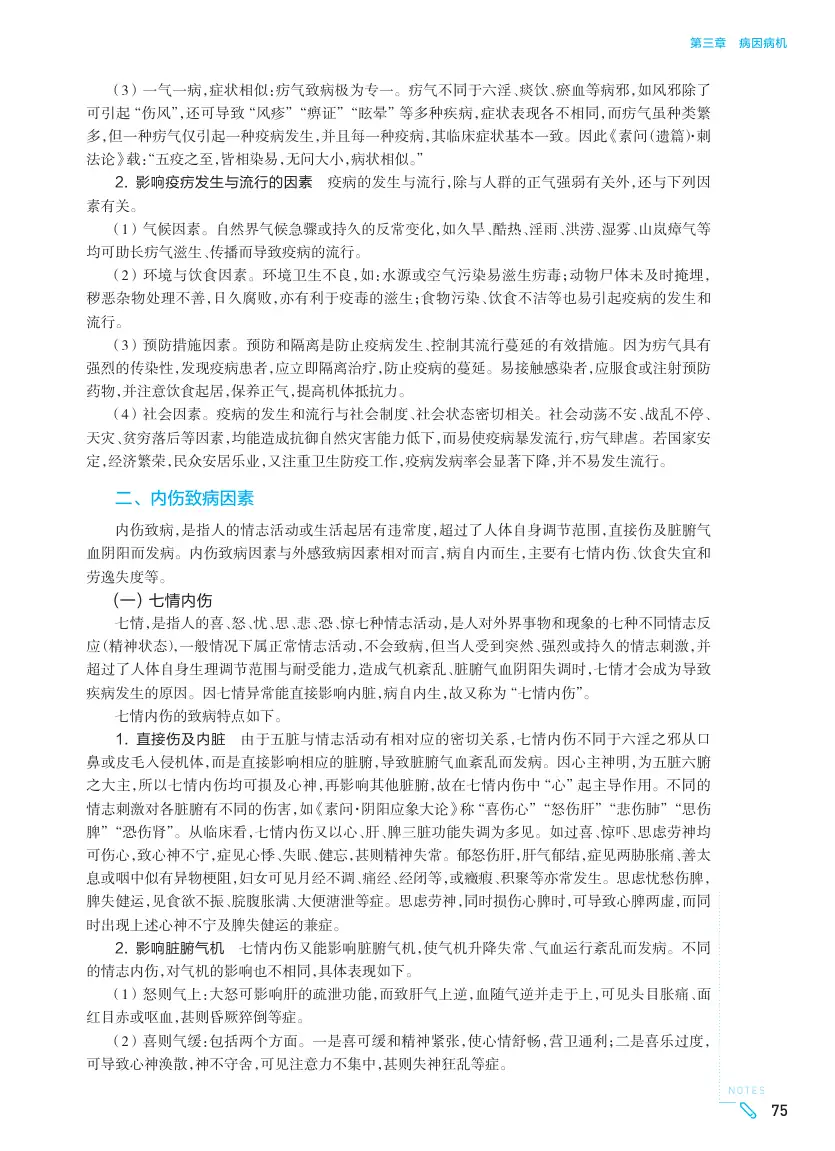 第三章　病因病机
（3）一气一病，症状相似：疠气致病极为专一。疠气不同于六淫、痰饮、瘀血等病邪，如风邪除了
可引起“伤风”，还可导致“风疹”“痹证”“眩晕”等多种疾病，症状表现各不相同，而疠气虽种类繁
多，但一种疠气仅引起一种疫病发生，并且每一种疫病，其临床症状基本一致。因此《素问（遗篇）·刺
法论》载：“五疫之至，皆相染易，无问大小，病状相似。”
2. 影响疫疠发生与流行的因素　疫病的发生与流行，除与人群的正气强弱有关外，还与下列因
素有关。
（1）气候因素。自然界气候急骤或持久的反常变化，如久旱、酷热、淫雨、洪涝、湿雾、山岚瘴气等
均可助长疠气滋生、传播而导致疫病的流行。
（2）环境与饮食因素。环境卫生不良，如：水源或空气污染易滋生疠毒；动物尸体未及时掩埋，
秽恶杂物处理不善，日久腐败，亦有利于疫毒的滋生；食物污染、饮食不洁等也易引起疫病的发生和
流行。
（3）预防措施因素。预防和隔离是防止疫病发生、控制其流行蔓延的有效措施。因为疠气具有
强烈的传染性，发现疫病患者，应立即隔离治疗，防止疫病的蔓延。易接触感染者，应服食或注射预防
药物，并注意饮食起居，保养正气，提高机体抵抗力。
（4）社会因素。疫病的发生和流行与社会制度、社会状态密切相关。社会动荡不安、战乱不停、
天灾、贫穷落后等因素，均能造成抗御自然灾害能力低下，而易使疫病暴发流行，疠气肆虐。若国家安
定，经济繁荣，民众安居乐业，又注重卫生防疫工作，疫病发病率会显著下降，并不易发生流行。
二、内伤致病因素
内伤致病，是指人的情志活动或生活起居有违常度，超过了人体自身调节范围，直接伤及脏腑气
血阴阳而发病。内伤致病因素与外感致病因素相对而言，病自内而生，主要有七情内伤、饮食失宜和
劳逸失度等。
（一）七情内伤
七情，是指人的喜、怒、忧、思、悲、恐、惊七种情志活动，是人对外界事物和现象的七种不同情志反
应（精神状态），一般情况下属正常情志活动，不会致病，但当人受到突然、强烈或持久的情志刺激，并
超过了人体自身生理调节范围与耐受能力，造成气机紊乱、脏腑气血阴阳失调时，七情才会成为导致
疾病发生的原因。因七情异常能直接影响内脏，病自内生，故又称为“七情内伤”。
七情内伤的致病特点如下。
1. 直接伤及内脏　由于五脏与情志活动有相对应的密切关系，七情内伤不同于六淫之邪从口
鼻或皮毛入侵机体，而是直接影响相应的脏腑，导致脏腑气血紊乱而发病。因心主神明，为五脏六腑
之大主，所以七情内伤均可损及心神，再影响其他脏腑，故在七情内伤中“心”起主导作用。不同的
情志刺激对各脏腑有不同的伤害，如《素问·阴阳应象大论》称“喜伤心”“怒伤肝”“悲伤肺”“思伤
脾”“恐伤肾”。从临床看，七情内伤又以心、肝、脾三脏功能失调为多见。如过喜、惊吓、思虑劳神均
可伤心，致心神不宁，症见心悸、失眠、健忘，甚则精神失常。郁怒伤肝，肝气郁结，症见两胁胀痛、善太
息或咽中似有异物梗阻，妇女可见月经不调、痛经、经闭等，或癥瘕、积聚等亦常发生。思虑忧愁伤脾，
脾失健运，见食欲不振、脘腹胀满、大便溏泄等症。思虑劳神，同时损伤心脾时，可导致心脾两虚，而同
时出现上述心神不宁及脾失健运的兼症。
2. 影响脏腑气机　七情内伤又能影响脏腑气机，使气机升降失常、气血运行紊乱而发病。不同
的情志内伤，对气机的影响也不相同，具体表现如下。
（1）怒则气上：大怒可影响肝的疏泄功能，而致肝气上逆，血随气逆并走于上，可见头目胀痛、面
红目赤或呕血，甚则昏厥猝倒等症。
（2）喜则气缓：包括两个方面。一是喜可缓和精神紧张，使心情舒畅，营卫通利；二是喜乐过度，
可导致心神涣散，神不守舍，可见注意力不集中，甚则失神狂乱等症。
NOTES
75